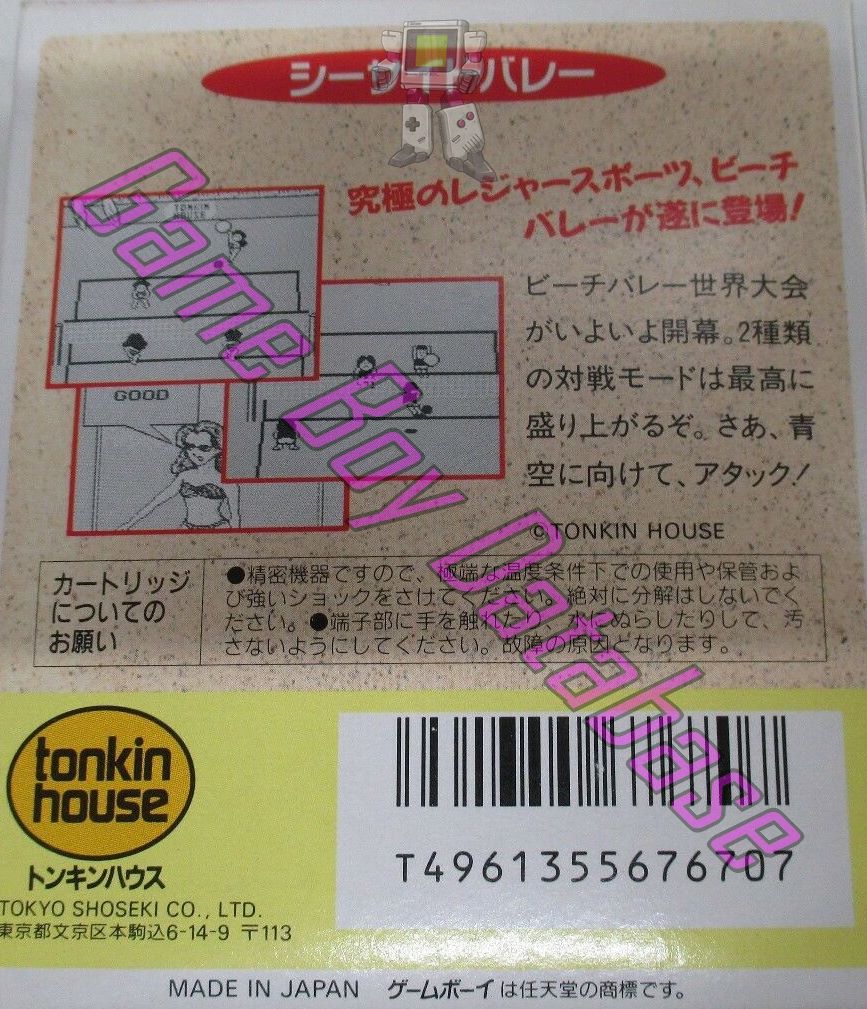 シーサイドバレー
究極のレジャースポーツ、ビーチ
バレーが遂に登場!
TONKIN
HOUSE
GOOD
ビーチバレー世界大会
がいよいよ開幕。2種類
の対戦モードは最高に
盛り上がるぞ。さあ、青
空に向けて、アタック!
©TONKIN HOUSE
カートリッジ
についての
お願い
●精密機器ですので、極端な温度条件下での使用や保管およ
び強いショックをさけてください。絶対に分解はしないでく
ださい。●端子部に手を触れたり、水にぬらしたりして、汚
さないようにしてください。故障の原因となります。
Game Boy Database
tonkin
house
トンキンハウス
TOKYO SHOSEKI CO., LTD.
東京都文京区本駒込6-14-9 〒113
T4961355676707
MADE IN JAPAN ゲームボーイは任天堂の商標です。